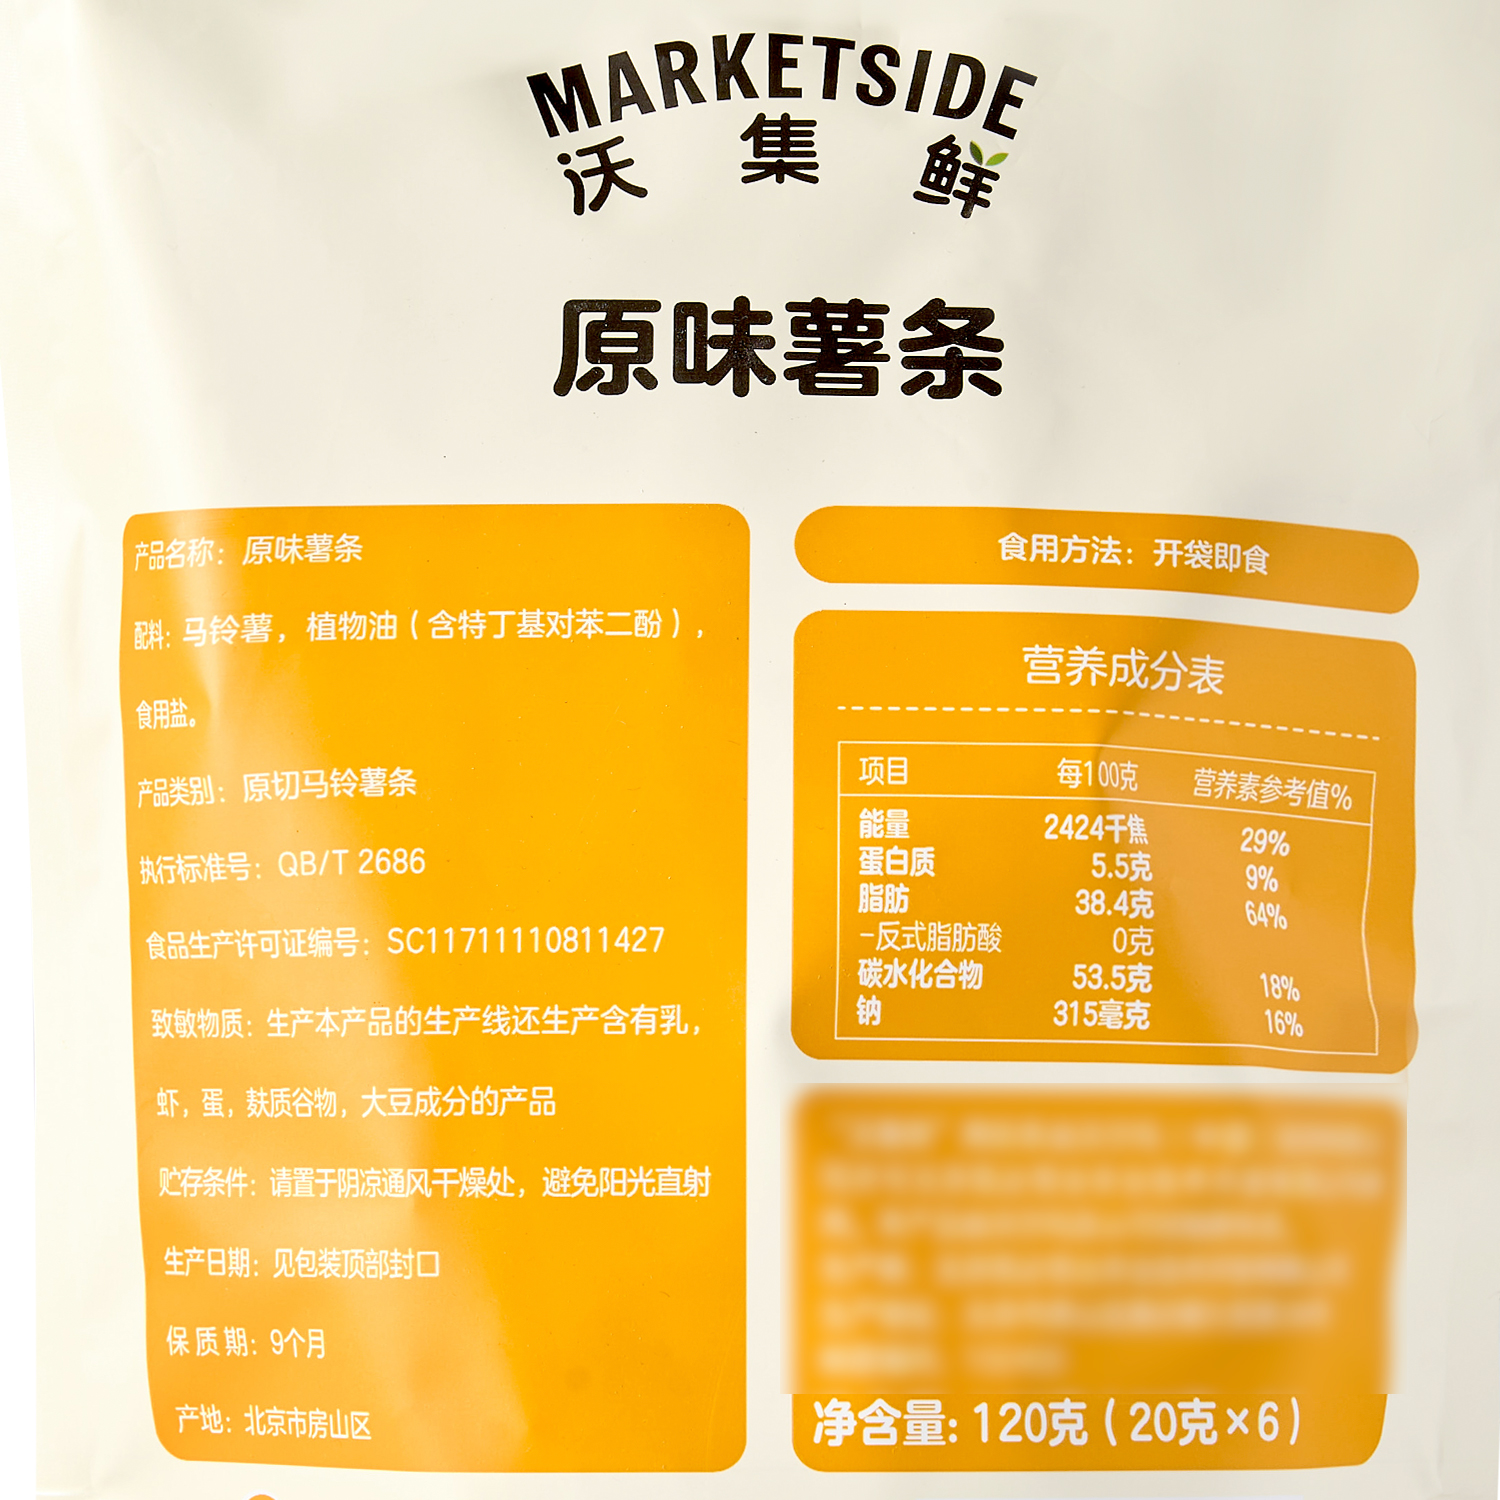 MARKETSIDE
沃集鲜
原味薯条
产品名称：原味薯条
配料：马铃薯，植物油（含特丁基对苯二酚），
食用盐。
产品类别：原切马铃薯条
执行标准号：QB/T 2686
食品生产许可证编号：SC11711110811427
致敏物质：生产本产品的生产线还生产含有乳，
虾，蛋，麸质谷物，大豆成分的产品
贮存条件：请置于阴凉通风干燥处，避免阳光直射
生产日期：见包装顶部封口
保质期：9个月
产地：北京市房山区
食用方法：开袋即食
营养成分表
项目 每100克 营养素参考值%
能量 2424千焦 29%
蛋白质 5.5克 9%
脂肪 38.4克 64%
-反式脂肪酸 0克
碳水化合物 53.5克 18%
钠 315毫克 16%
净含量：120克（20克×6）